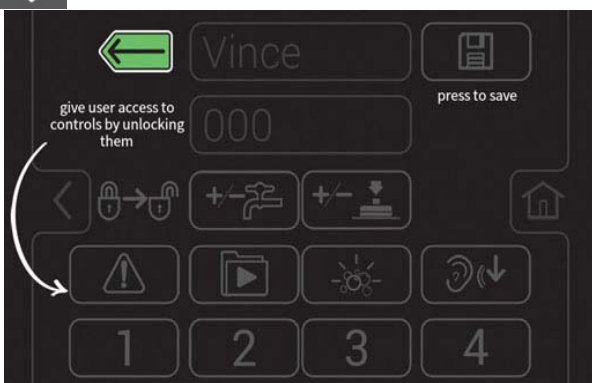 Vince
press to save
give user access to
controls by unlocking
them
000
+/-
+/-
1
2
3
4